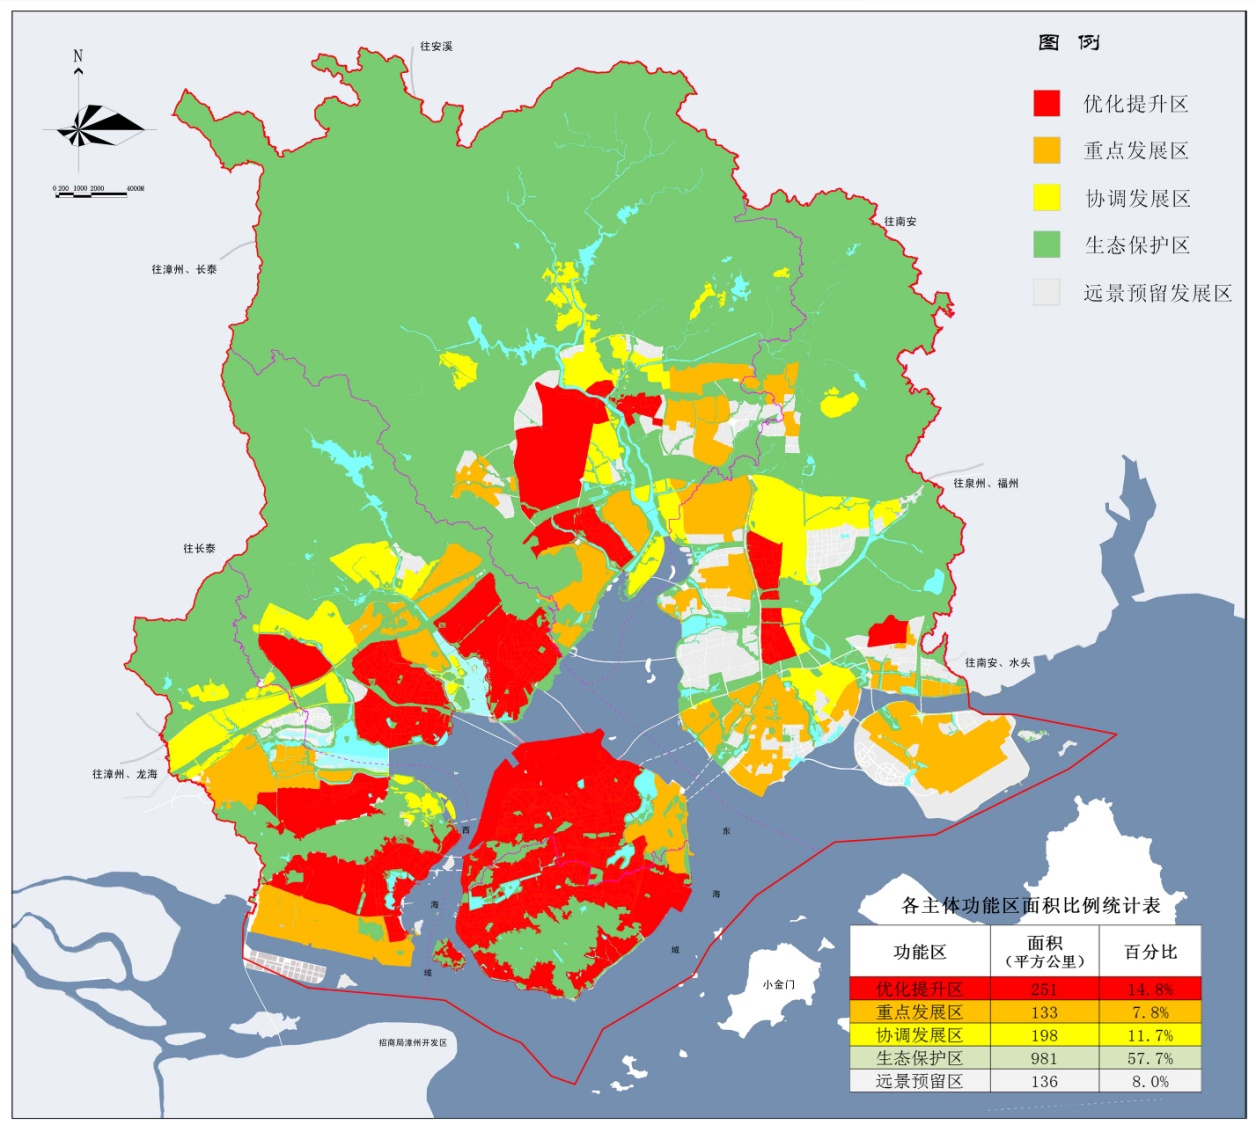 图 例
优化提升区
重点发展区
协调发展区
生态保护区
远景预留发展区
N
0 200 1000 2000 4000M
往安溪
往南安
往漳州、长泰
往泉州、福州
往长泰
往南安、水头
往漳州、龙海
西
海
域
东
海
域
小金门
招商局漳州开发区
各主体功能区面积比例统计表
功能区 面积（平方公里） 百分比
优化提升区 251 14.8%
重点发展区 133 7.8%
协调发展区 198 11.7%
生态保护区 981 57.7%
远景预留区 136 8.0%